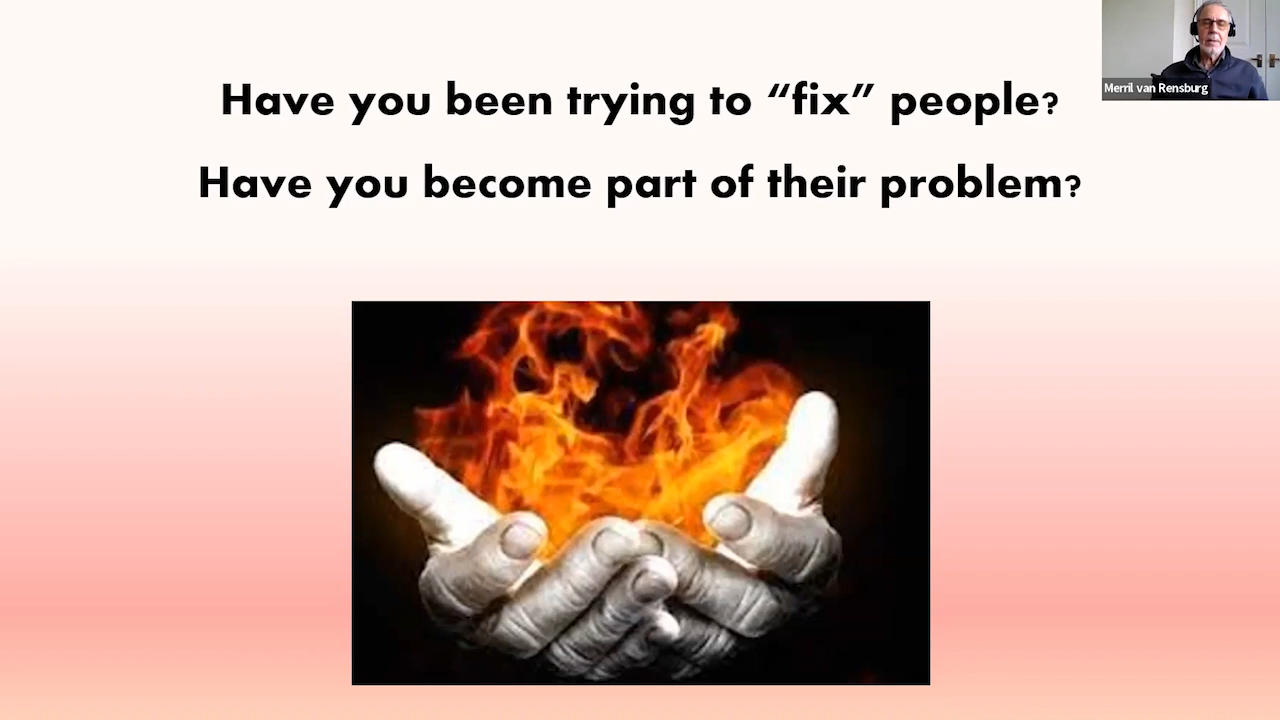 Have you been trying to “fix” people?
Have you become part of their problem?
Merril van Rensburg